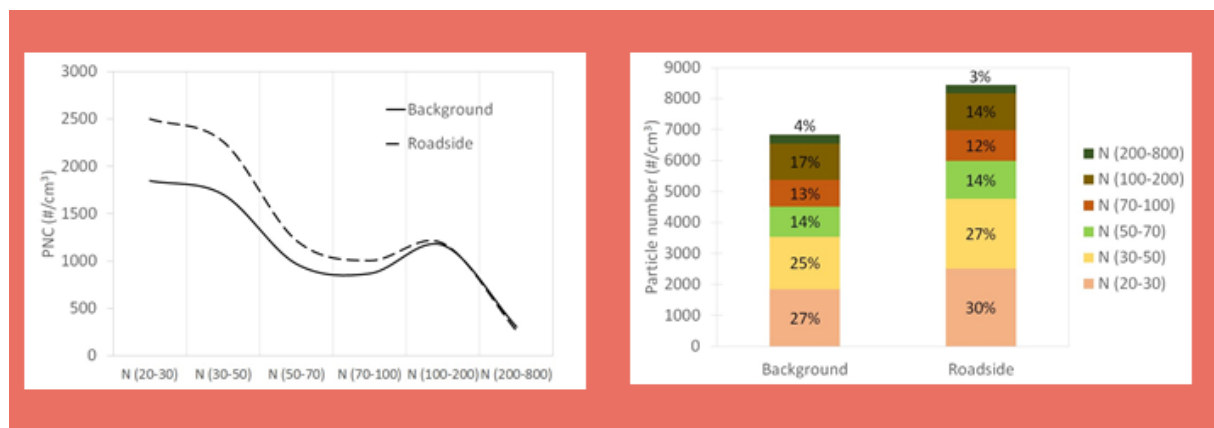 3000
2500
2000
1500
1000
500
0
PNC (#/cm³)
Background
Roadside
N (20-30) N (30-50) N (50-70) N (70-100) N (100-200) N (200-800)
9000
8000
7000
6000
5000
4000
3000
2000
1000
0
Particle number (#/cm³)
4%
17%
13%
14%
25%
27%
3%
14%
12%
14%
27%
30%
Background Roadside
N (200-800)
N (100-200)
N (70-100)
N (50-70)
N (30-50)
N (20-30)